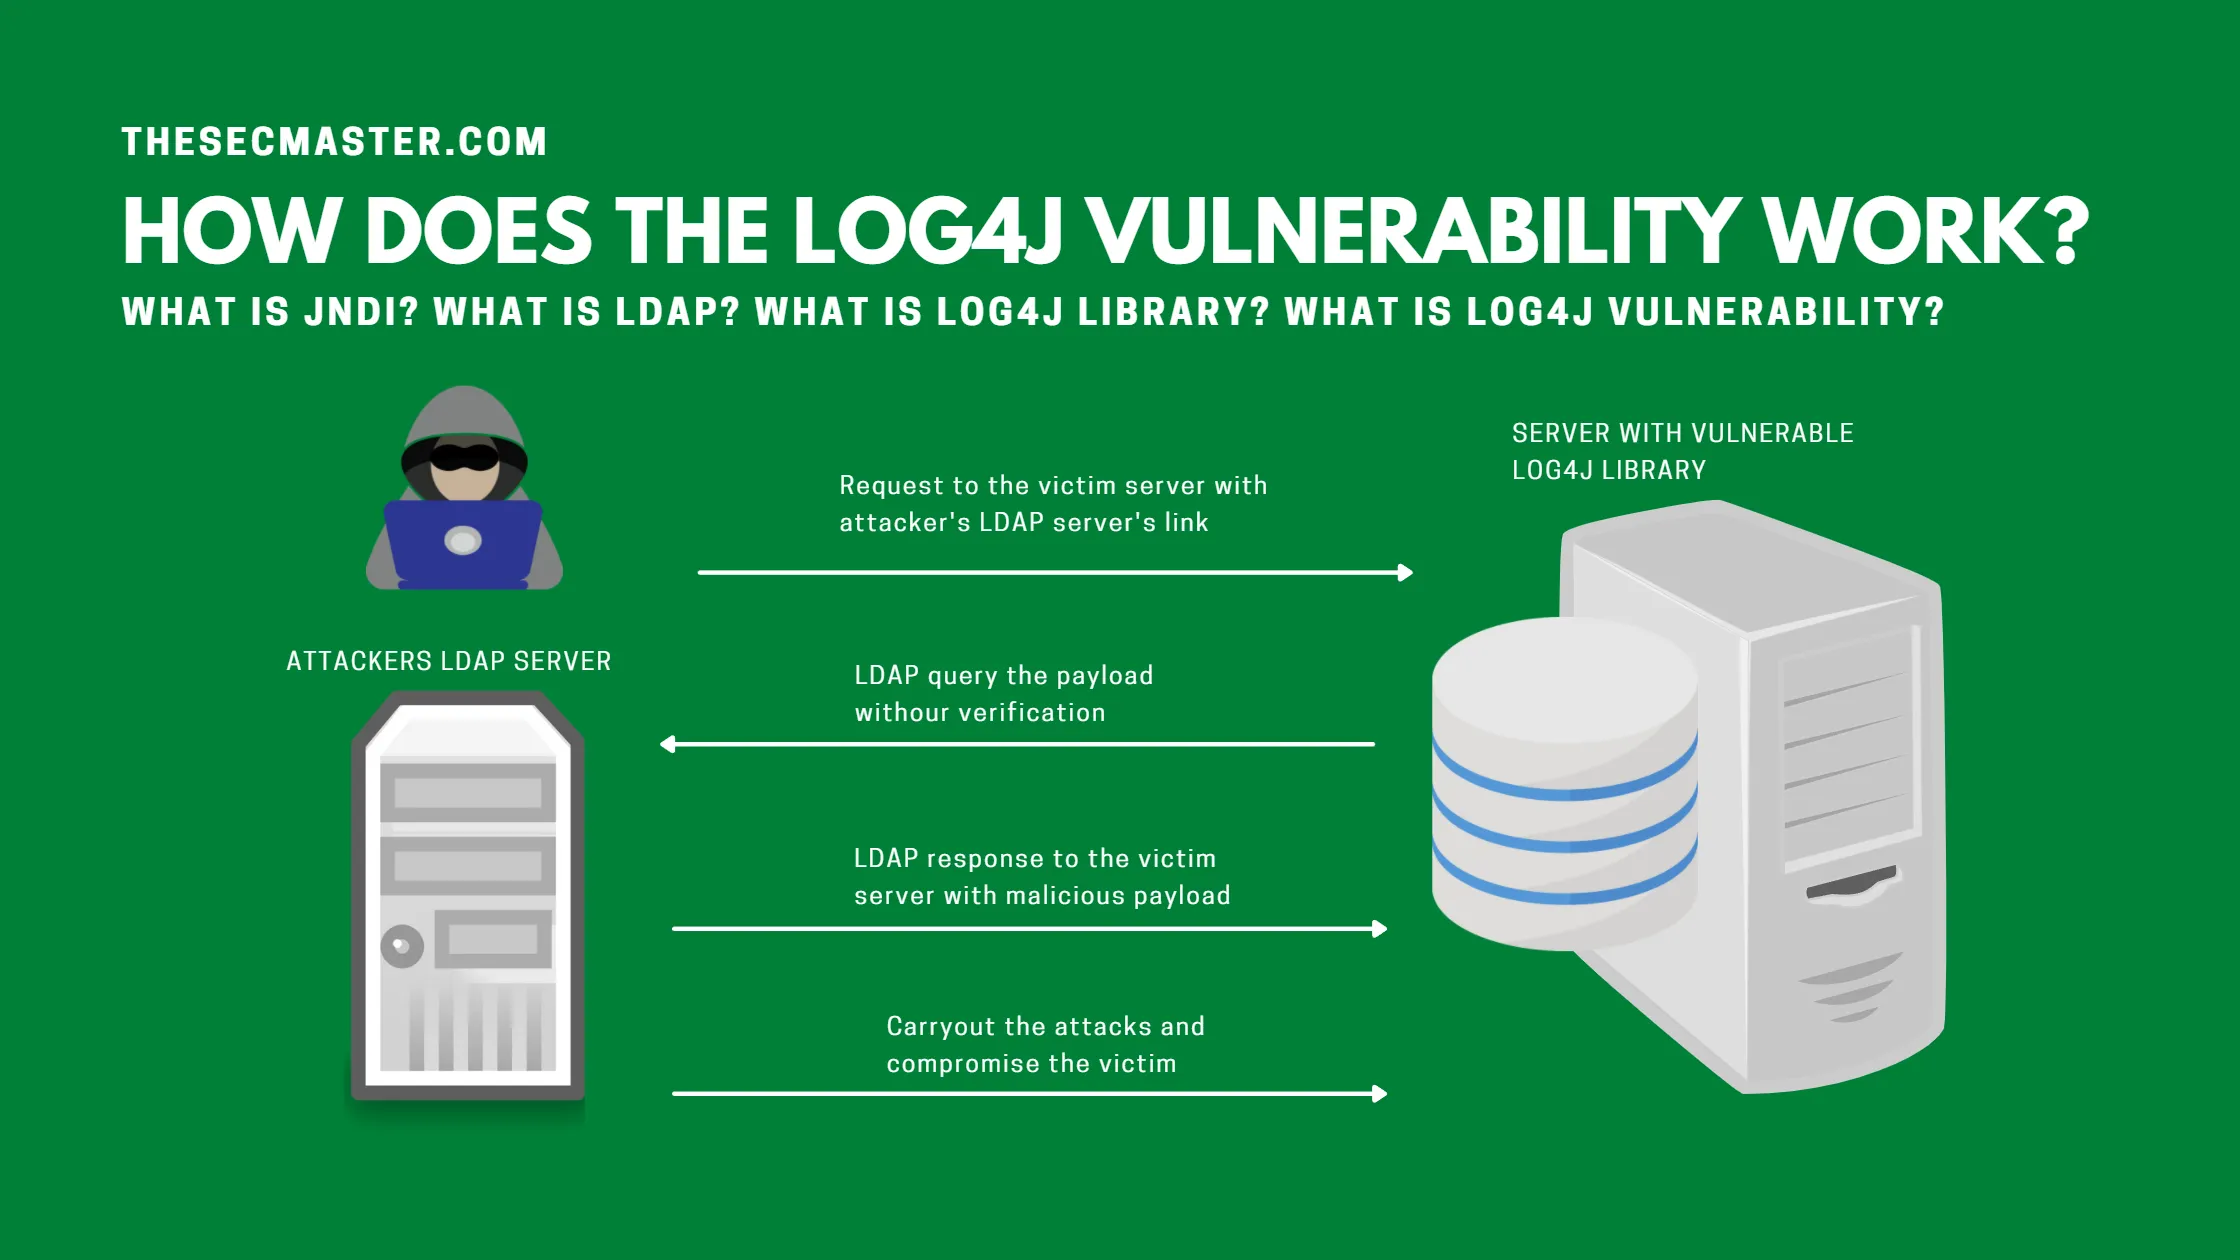 THESECMASTER.COM
HOW DOES THE LOG4J VULNERABILITY WORK?
WHAT IS JNDI? WHAT IS LDAP? WHAT IS LOG4J LIBRARY? WHAT IS LOG4J VULNERABILITY?
SERVER WITH VULNERABLE
LOG4J LIBRARY
Request to the victim server with
attacker's LDAP server's link
ATTACKERS LDAP SERVER
LDAP query the payload
withour verification
LDAP response to the victim
server with malicious payload
Carryout the attacks and
compromise the victim